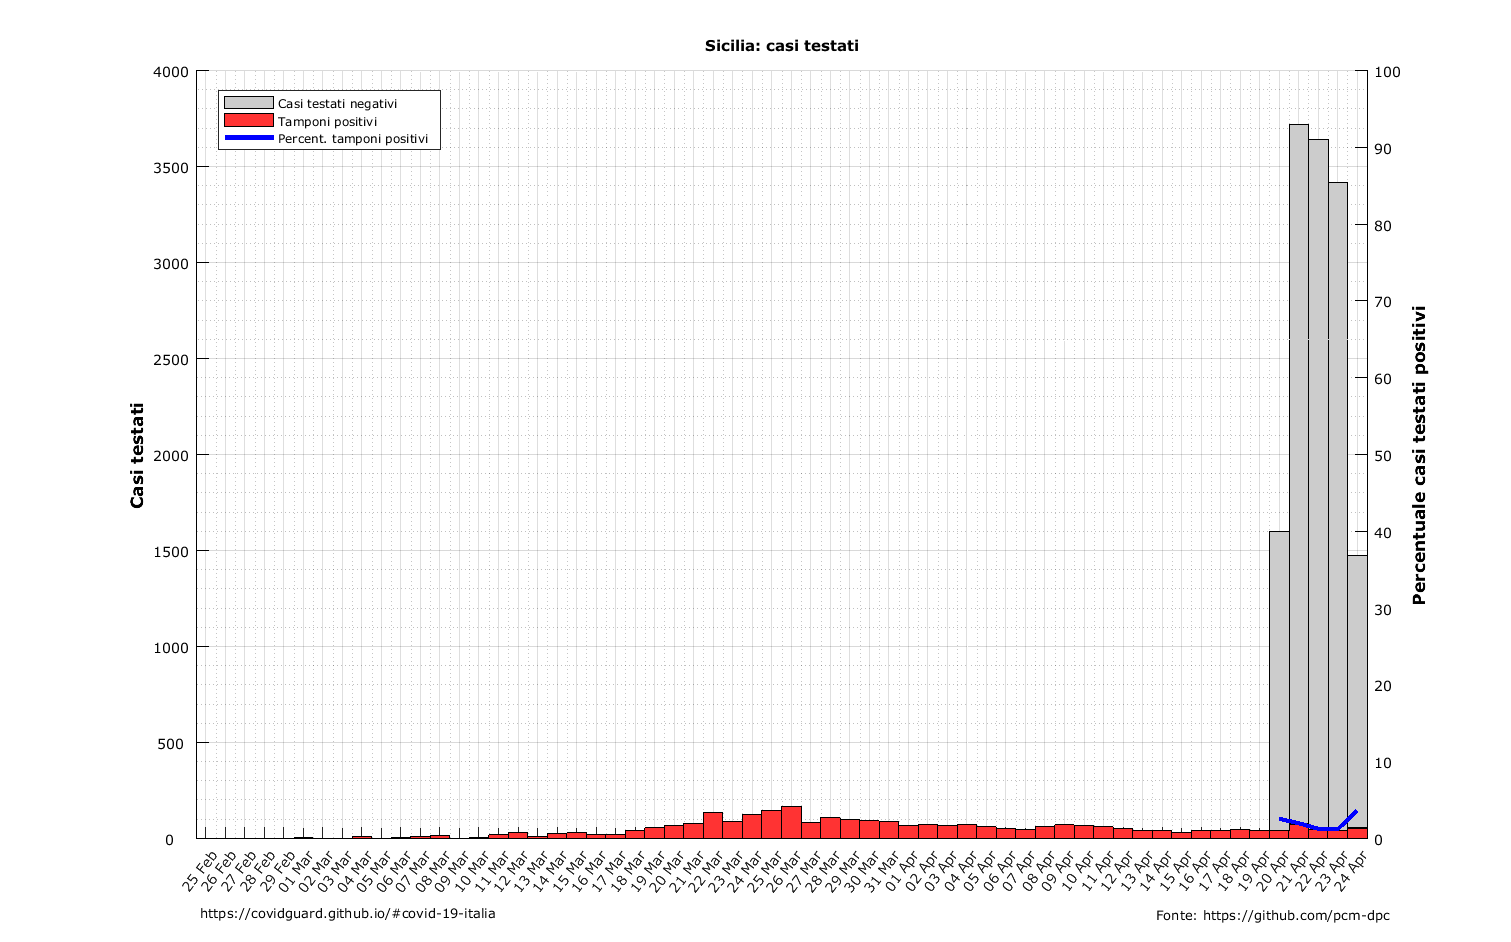 Sicilia: casi testati
Casi testati negativi
Tamponi positivi
Percent. tamponi positivi
Casi testati
4000
3500
3000
2500
2000
1500
1000
500
0
Percentuale casi testati positivi
100
90
80
70
60
50
40
30
20
10
0
25 Feb
26 Feb
27 Feb
28 Feb
29 Feb
01 Mar
02 Mar
03 Mar
04 Mar
05 Mar
06 Mar
07 Mar
08 Mar
09 Mar
10 Mar
11 Mar
12 Mar
13 Mar
14 Mar
15 Mar
16 Mar
17 Mar
18 Mar
19 Mar
20 Mar
21 Mar
22 Mar
23 Mar
24 Mar
25 Mar
26 Mar
27 Mar
28 Mar
29 Mar
30 Mar
31 Mar
01 Apr
02 Apr
03 Apr
04 Apr
05 Apr
06 Apr
07 Apr
08 Apr
09 Apr
10 Apr
11 Apr
12 Apr
13 Apr
14 Apr
15 Apr
16 Apr
17 Apr
18 Apr
19 Apr
20 Apr
21 Apr
22 Apr
23 Apr
24 Apr
https://covidguard.github.io/#covid-19-italia
Fonte: https://github.com/pcm-dpc